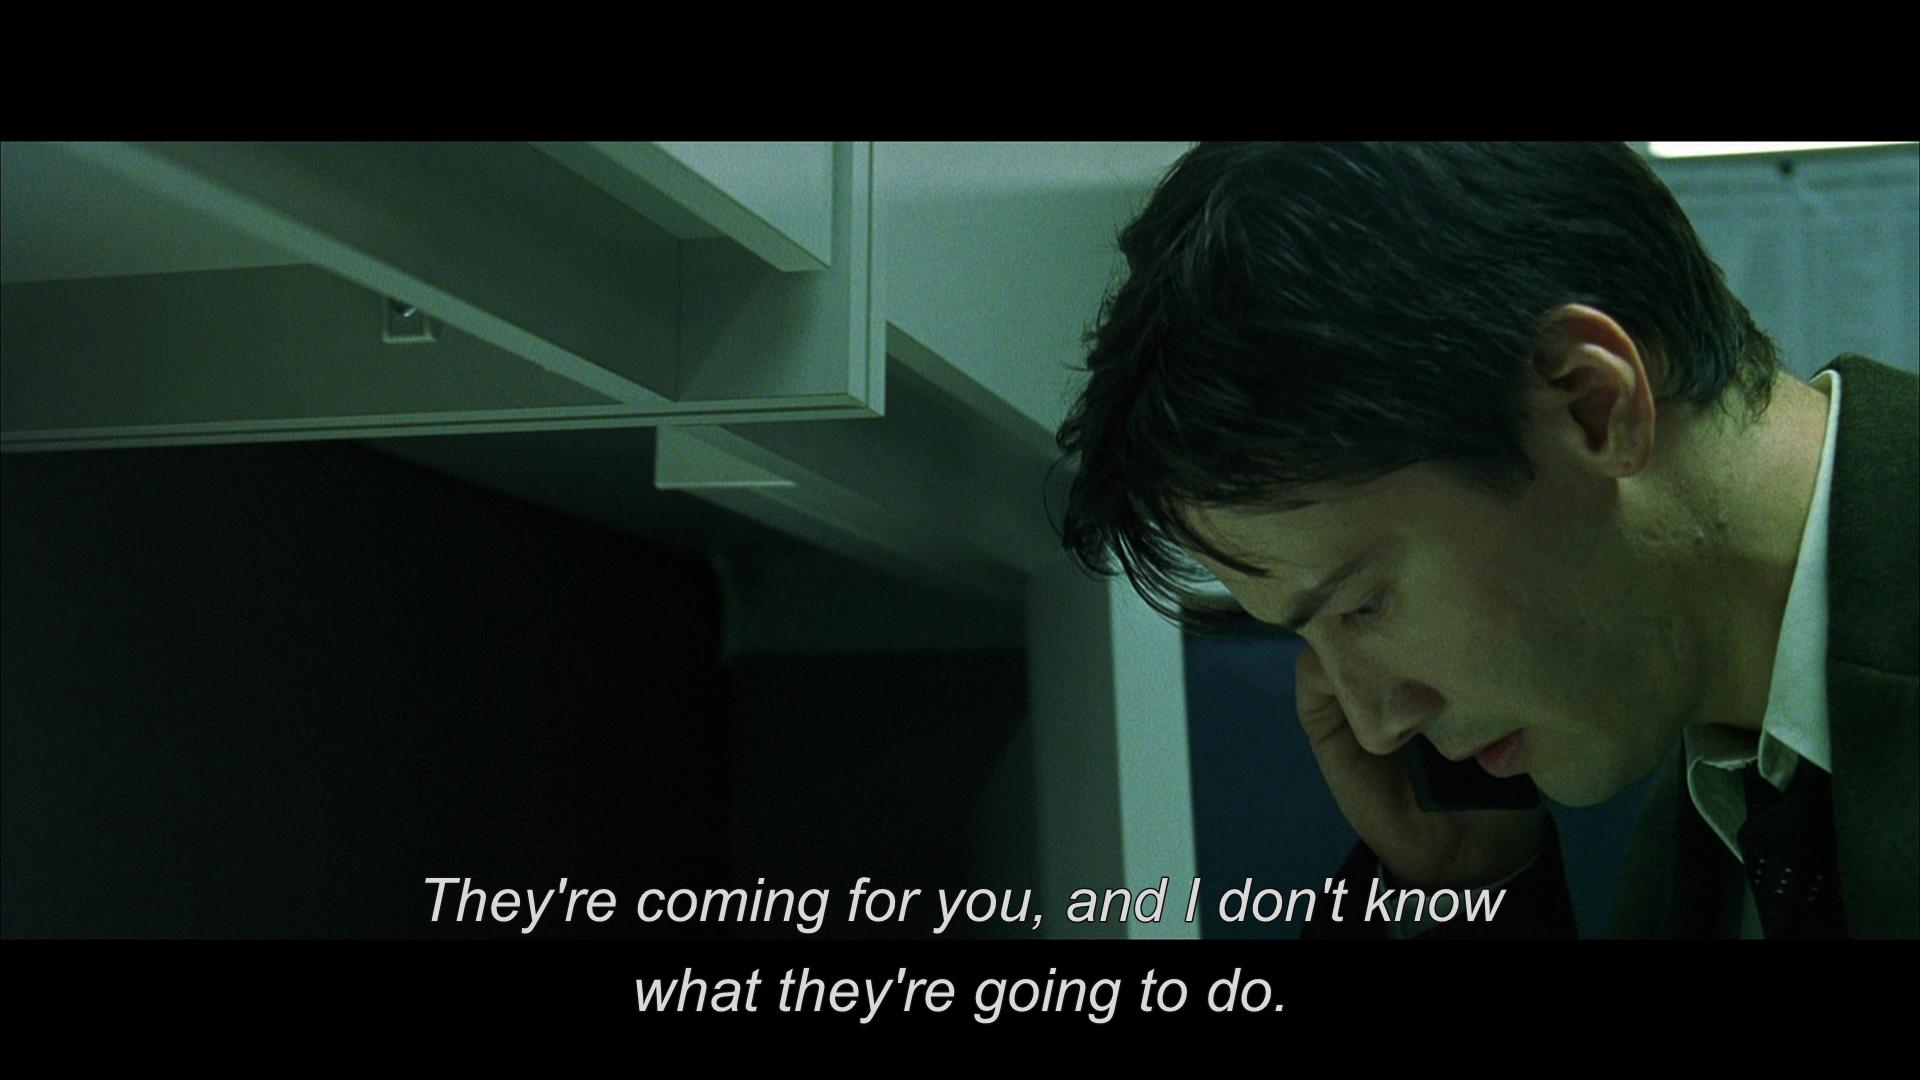 They're coming for you, and I don't know
what they're going to do.